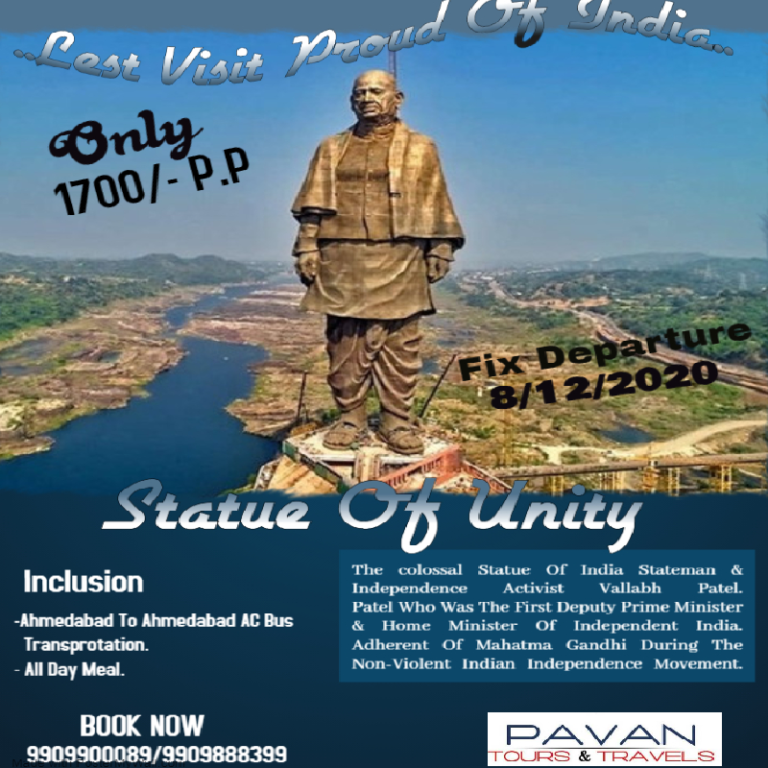 ..Lest Visit Proud Of India..
Only
1700/- P.P
Fix Departure
8/12/2020
Statue Of Unity
Inclusion
-Ahmedabad To Ahmedabad AC Bus
Transprotation.
- All Day Meal.
The colossal Statue Of India Stateman &
Independence Activist Vallabh Patel.
Patel Who Was The First Deputy Prime Minister
& Home Minister Of Independent India.
Adherent Of Mahatma Gandhi During The
Non-Violent Indian Independence Movement.
BOOK NOW
9909900089/9909888399
PAVAN
TOURS & TRAVELS